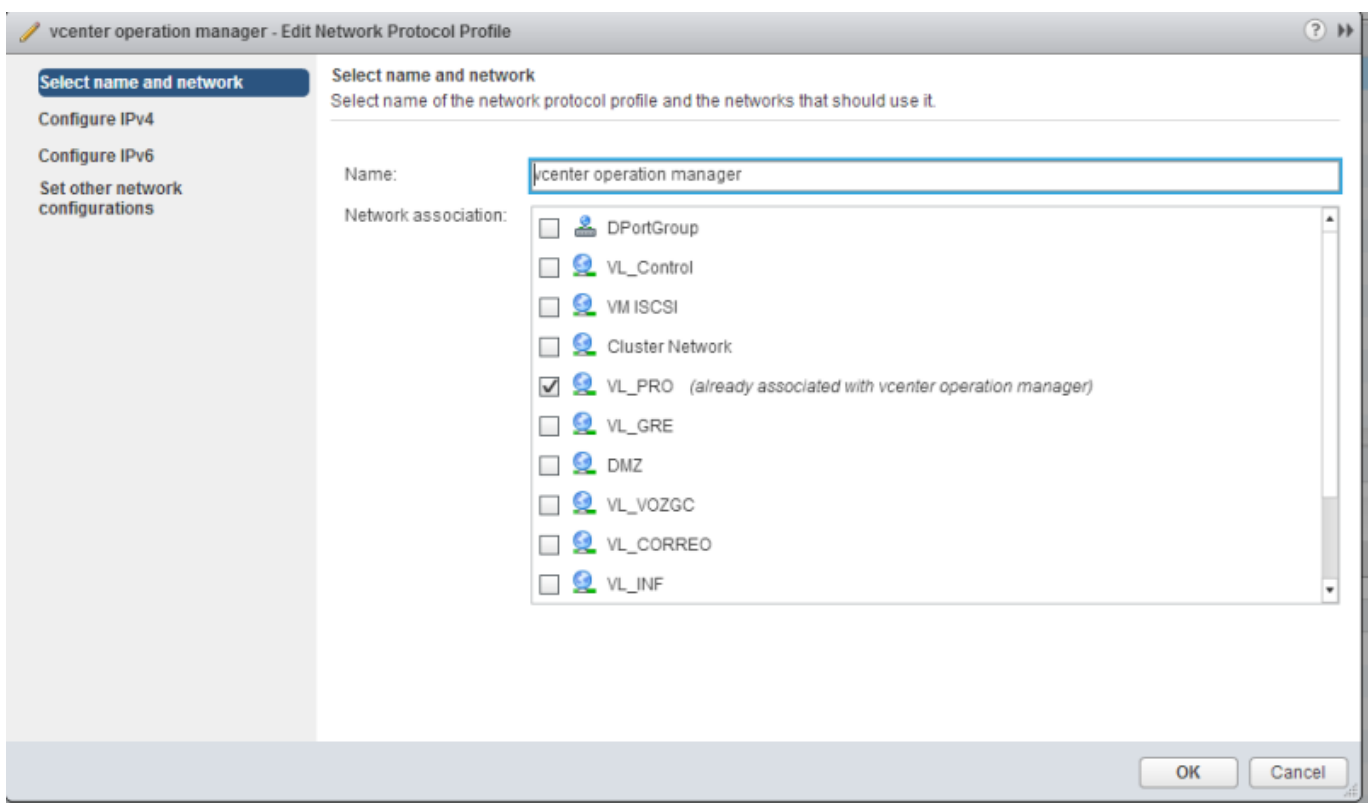 vcenter operation manager - Edit Network Protocol Profile
Select name and network
Configure IPv4
Configure IPv6
Set other network
configurations
Select name and network
Select name of the network protocol profile and the networks that should use it.
Name: vcenter operation manager
Network association:
DPortGroup
VL_Control
VM ISCSI
Cluster Network
VL_PRO (already associated with vcenter operation manager)
VL_GRE
DMZ
VL_VOZGC
VL_CORREO
VL_INF
OK Cancel